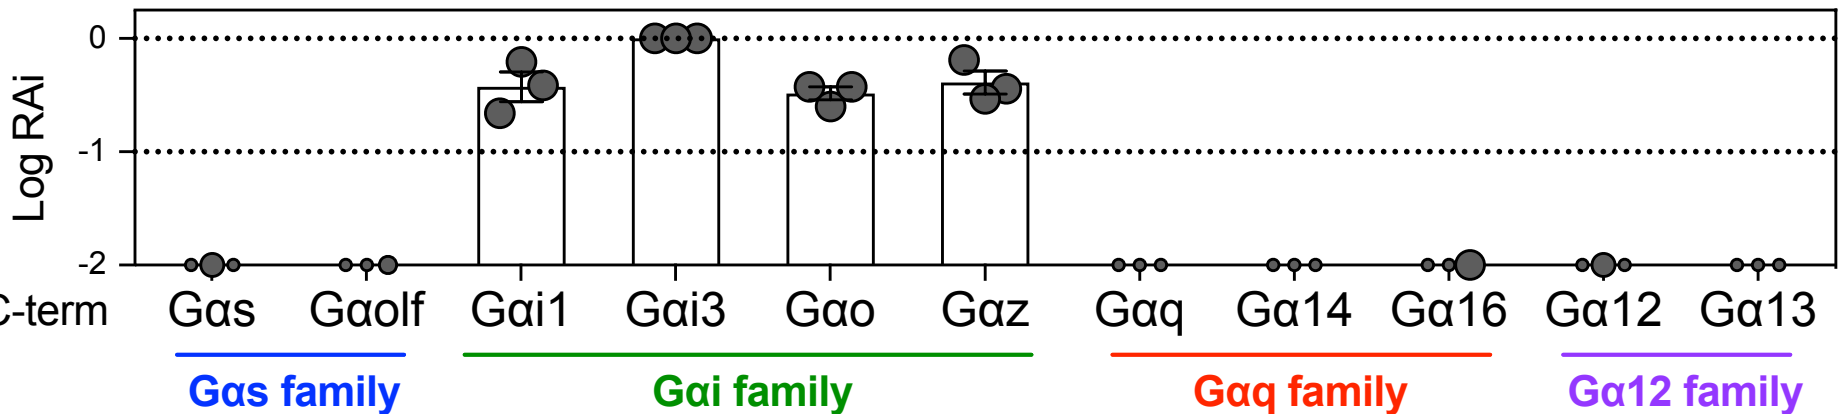 Log RAi
0
-1
-2
C-term Gαs Gαolf Gαi1 Gαi3 Gαo Gαz Gαq Gα14 Gα16 Gα12 Gα13
Gαs family Gαi family Gαq family Gα12 family